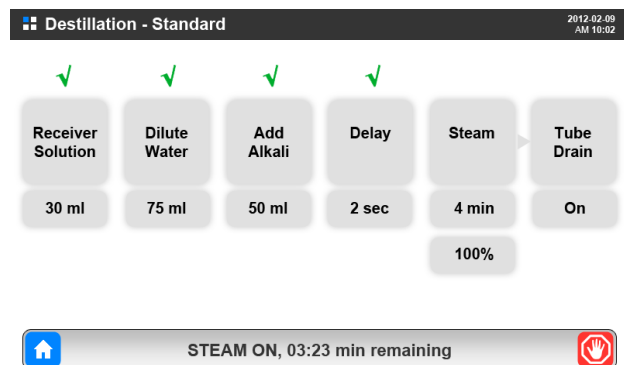 Destillation - Standard
2012-02-09
AM 10:02
Receiver
Solution
Dilute
Water
Add
Alkali
Delay
Steam
Tube
Drain
30 ml
75 ml
50 ml
2 sec
4 min
On
100%
STEAM ON, 03:23 min remaining